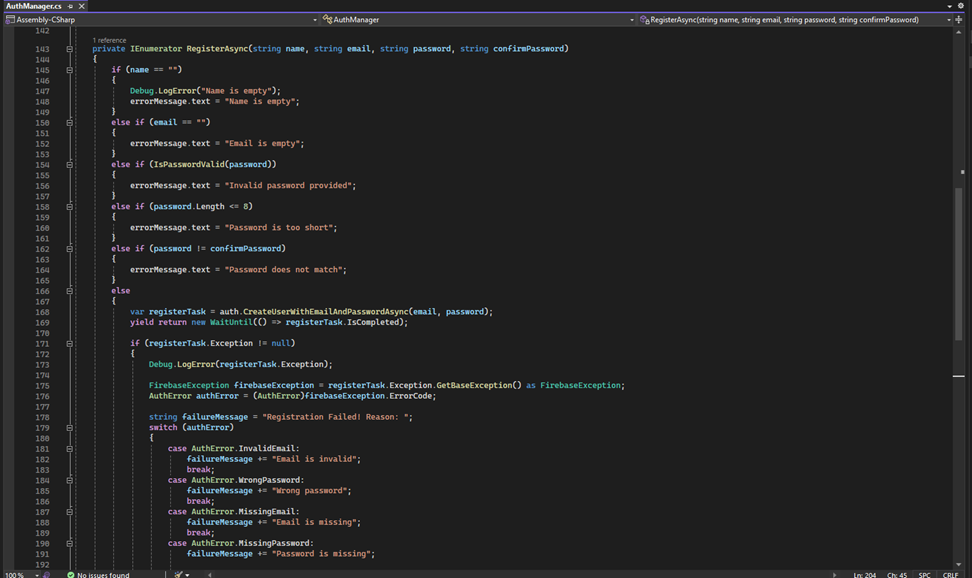 AuthManager.cs
Assembly-CSharp
AuthManager
RegisterAsync(string name, string email, string password, string confirmPassword)
142
1 reference
143 private IEnumerator RegisterAsync(string name, string email, string password, string confirmPassword)
144 {
145 if (name == "")
146 {
147 Debug.LogError("Name is empty");
148 errorMessage.text = "Name is empty";
149 }
150 else if (email == "")
151 {
152 errorMessage.text = "Email is empty";
153 }
154 else if (IsPasswordValid(password))
155 {
156 errorMessage.text = "Invalid password provided";
157 }
158 else if (password.Length <= 8)
159 {
160 errorMessage.text = "Password is too short";
161 }
162 else if (password != confirmPassword)
163 {
164 errorMessage.text = "Password does not match";
165 }
166 else
167 {
168 var registerTask = auth.CreateUserWithEmailAndPasswordAsync(email, password);
169 yield return new WaitUntil(() => registerTask.IsCompleted);
170
171 if (registerTask.Exception != null)
172 {
173 Debug.LogError(registerTask.Exception);
174
175 FirebaseException firebaseException = registerTask.Exception.GetBaseException() as FirebaseException;
176 AuthError authError = (AuthError)firebaseException.ErrorCode;
177
178 string failureMessage = "Registration Failed! Reason: ";
179 switch (authError)
180 {
181 case AuthError.InvalidEmail:
182 failureMessage += "Email is invalid";
183 break;
184 case AuthError.WrongPassword:
185 failureMessage += "Wrong password";
186 break;
187 case AuthError.MissingEmail:
188 failureMessage += "Email is missing";
189 break;
190 case AuthError.MissingPassword:
191 failureMessage += "Password is missing";
192
100 %
No issues found
Ln: 204 Ch: 45 SPC CRLF